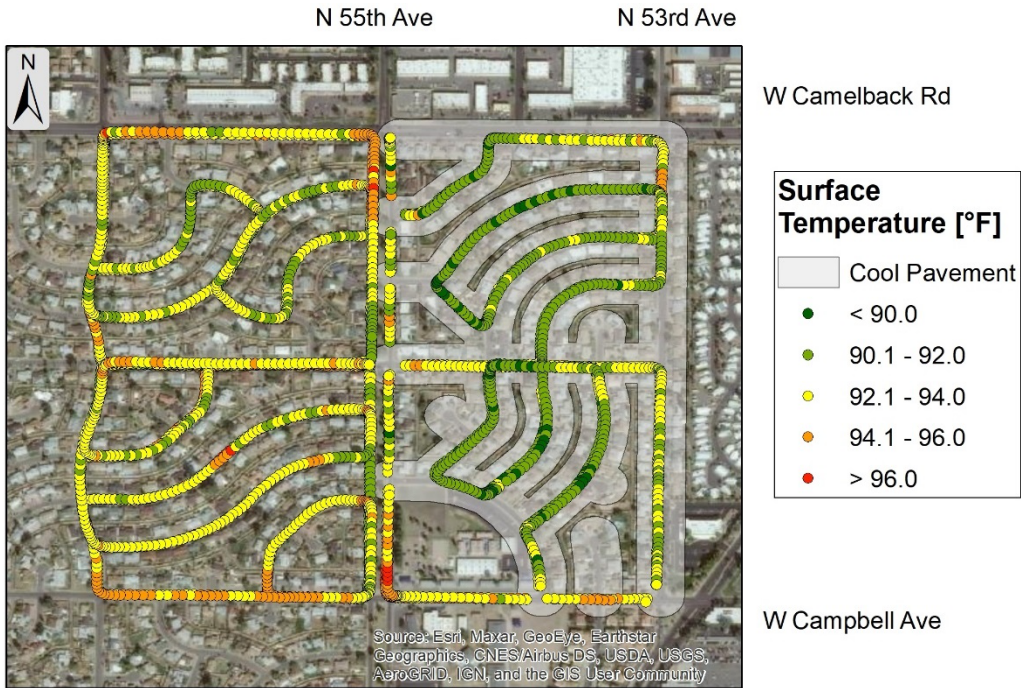 N 55th Ave
N 53rd Ave
N
W Camelback Rd
Surface
Temperature [°F]
Cool Pavement
< 90.0
90.1 - 92.0
92.1 - 94.0
94.1 - 96.0
> 96.0
W Campbell Ave
Source: Esri, Maxar, GeoEye, Earthstar
Geographics, CNES/Airbus DS, USDA, USGS,
AeroGRID, IGN, and the GIS User Community